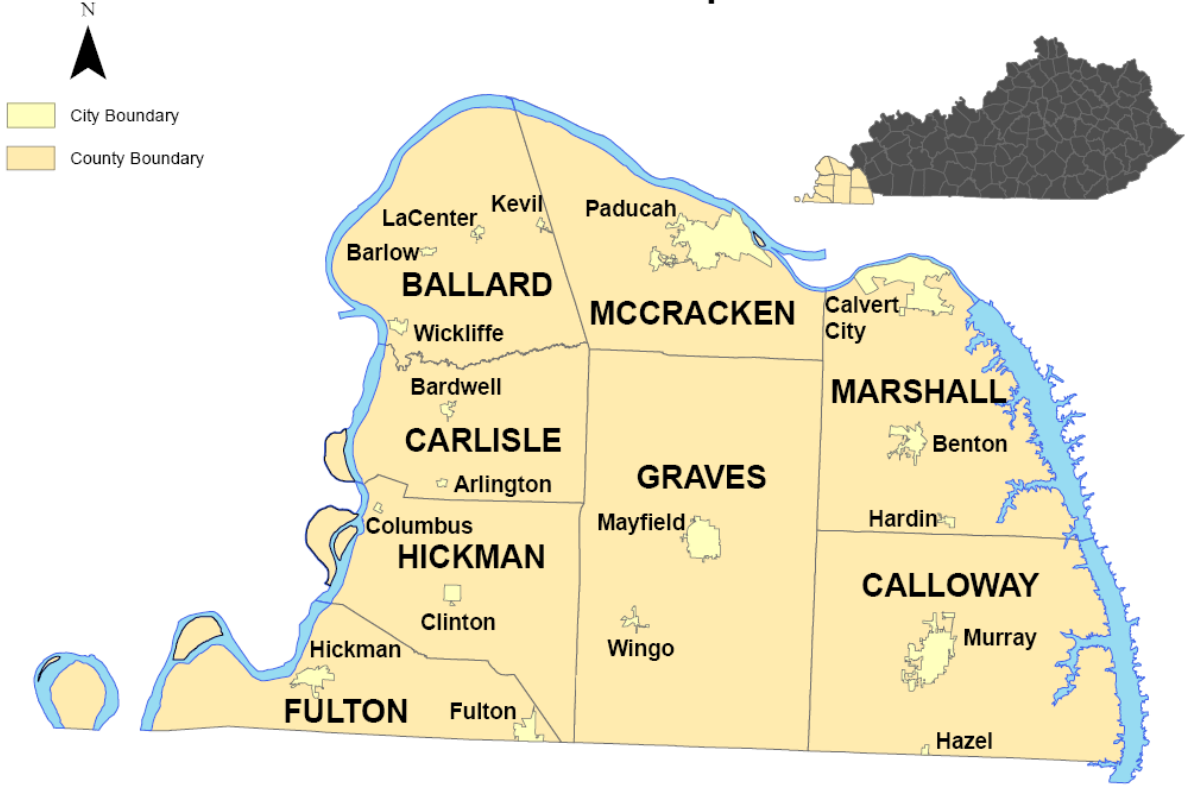 N
City Boundary
County Boundary
Kevil
LaCenter
Paducah
Barlow
BALLARD
MCCRACKEN
Calvert
City
Wickliffe
Bardwell
MARSHALL
CARLISLE
Benton
GRAVES
Arlington
Mayfield
Hardin
Columbus
HICKMAN
CALLOWAY
Clinton
Murray
Wingo
Hickman
FULTON
Fulton
Hazel